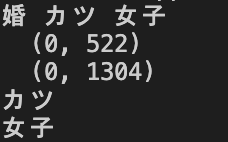 婚 カツ 女子
(0, 522)
(0, 1304)
カツ
女子